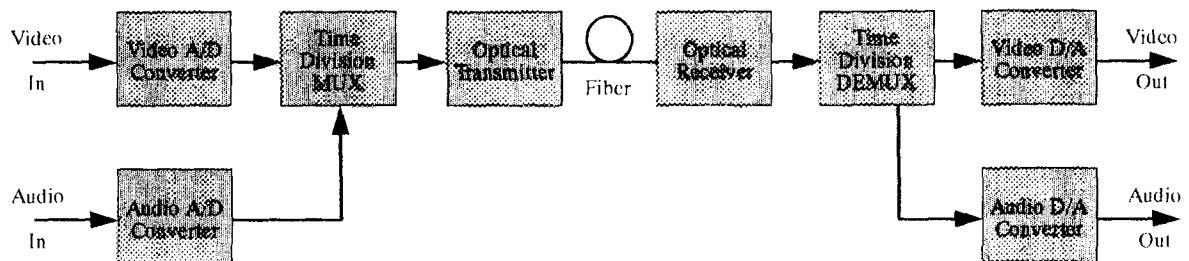 Video
In
Video A/D
Converter
Time
Division
MUX
Optical
Transmitter
Fiber
Optical
Receiver
Time
Division
DEMUX
Video D/A
Converter
Video
Out
Audio
In
Audio A/D
Converter
Audio D/A
Converter
Audio
Out